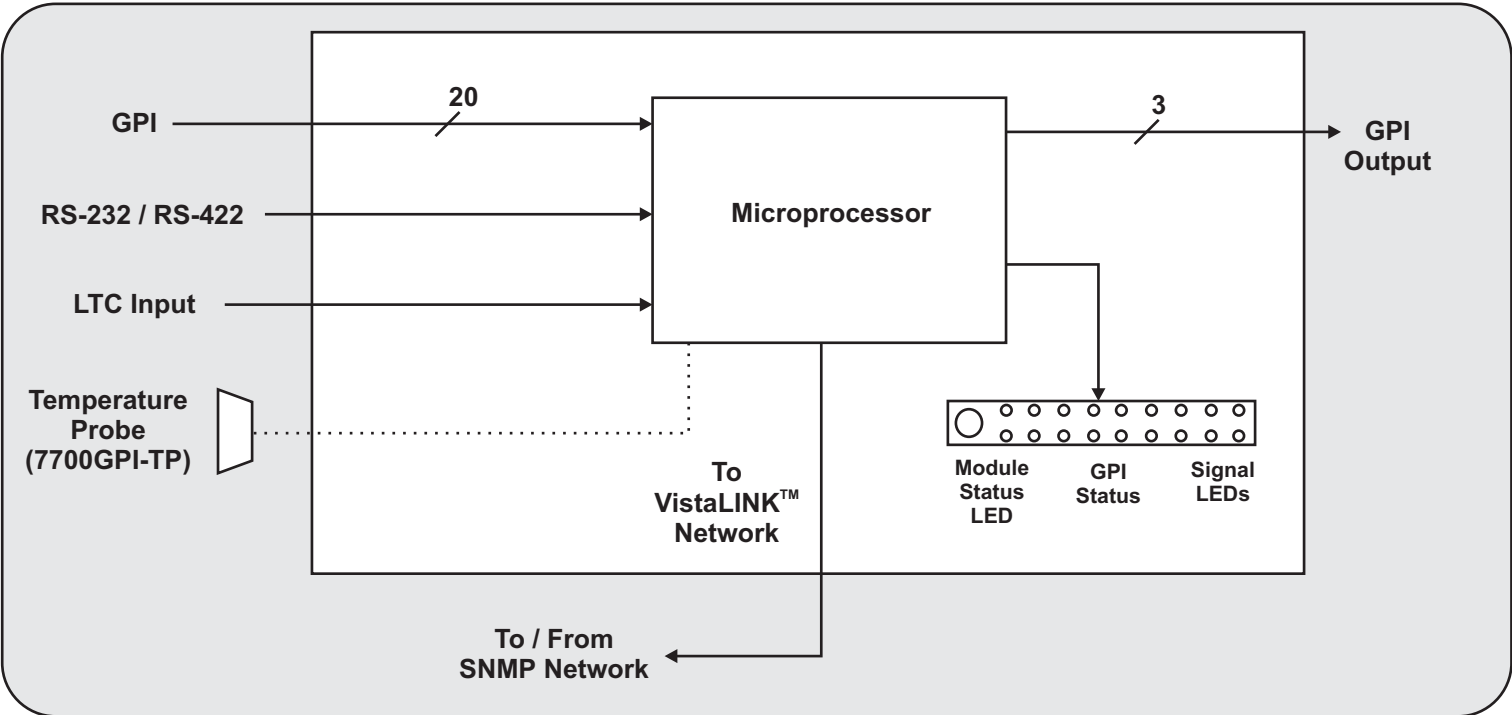 20
3
GPI
GPI
Output
RS-232 / RS-422
Microprocessor
LTC Input
Temperature
Probe
(7700GPI-TP)
To
VistaLINK™
Network
Module
Status
LED
GPI
Status
Signal
LEDs
To / From
SNMP Network